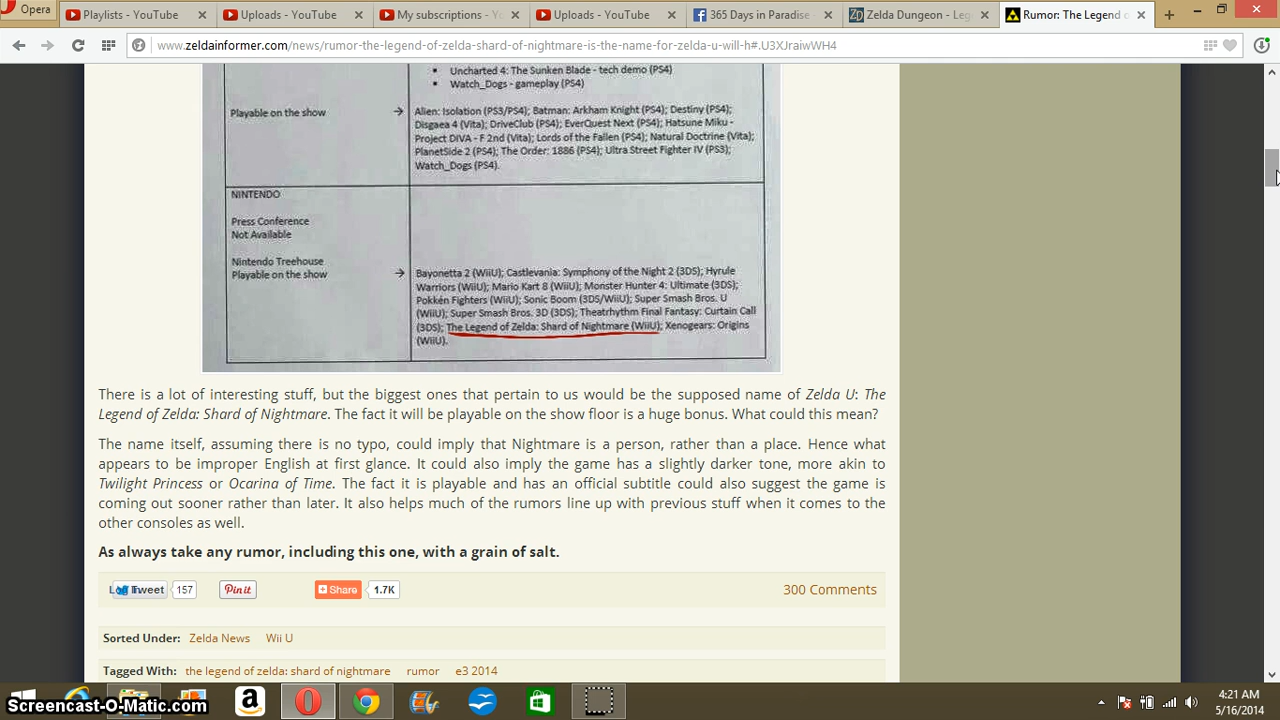 Opera
Playlists - YouTube
Uploads - YouTube
My subscriptions - Yo
Uploads - YouTube
365 Days in Paradise
Zelda Dungeon - Leg
Rumor: The Legend o
www.zeldainformer.com/news/rumor-the-legend-of-zelda-shard-of-nightmare-is-the-name-for-zelda-u-will-h#.U3XJraiwWH4
Uncharted 4: The Sunken Blade - tech demo (PS4)
Watch_Dogs - gameplay (PS4)
Playable on the show
Alien: Isolation (PS3/PS4); Batman: Arkham Knight (PS4); Destiny (PS4);
Disgaea 4 (Vita); DriveClub (PS4); EverQuest Next (PS4); Hatsune Miku -
Project DIVA - F 2nd (Vita); Lords of the Fallen (PS4); Natural Doctrine (Vita);
PlanetSide 2 (PS4); The Order: 1886 (PS4); Ultra Street Fighter IV (PS3);
Watch_Dogs (PS4).
NINTENDO
Press Conference
Not Available
Nintendo Treehouse
Playable on the show
Bayonetta 2 (WiiU); Castlevania: Symphony of the Night 2 (3DS); Hyrule
Warriors (WiiU); Mario Kart 8 (WiiU); Monster Hunter 4: Ultimate (3DS);
Pokkén Fighters (WiiU); Sonic Boom (3DS/WiiU); Super Smash Bros. U
(WiiU); Super Smash Bros. 3D (3DS); Theatrhythm Final Fantasy: Curtain Call
(3DS); The Legend of Zelda: Shard of Nightmare (WiiU); Xenogears: Origins
(WiiU).
There is a lot of interesting stuff, but the biggest ones that pertain to us would be the supposed name of Zelda U: The
Legend of Zelda: Shard of Nightmare. The fact it will be playable on the show floor is a huge bonus. What could this mean?
The name itself, assuming there is no typo, could imply that Nightmare is a person, rather than a place. Hence what
appears to be improper English at first glance. It could also imply the game has a slightly darker tone, more akin to
Twilight Princess or Ocarina of Time. The fact it is playable and has an official subtitle could also suggest the game is
coming out sooner rather than later. It also helps much of the rumors line up with previous stuff when it comes to the
other consoles as well.
As always take any rumor, including this one, with a grain of salt.
Tweet 157 Pin it Share 1.7K 300 Comments
Sorted Under: Zelda News Wii U
Tagged With: the legend of zelda: shard of nightmare rumor e3 2014
Screencast-O-Matic.com
4:21 AM
5/16/2014